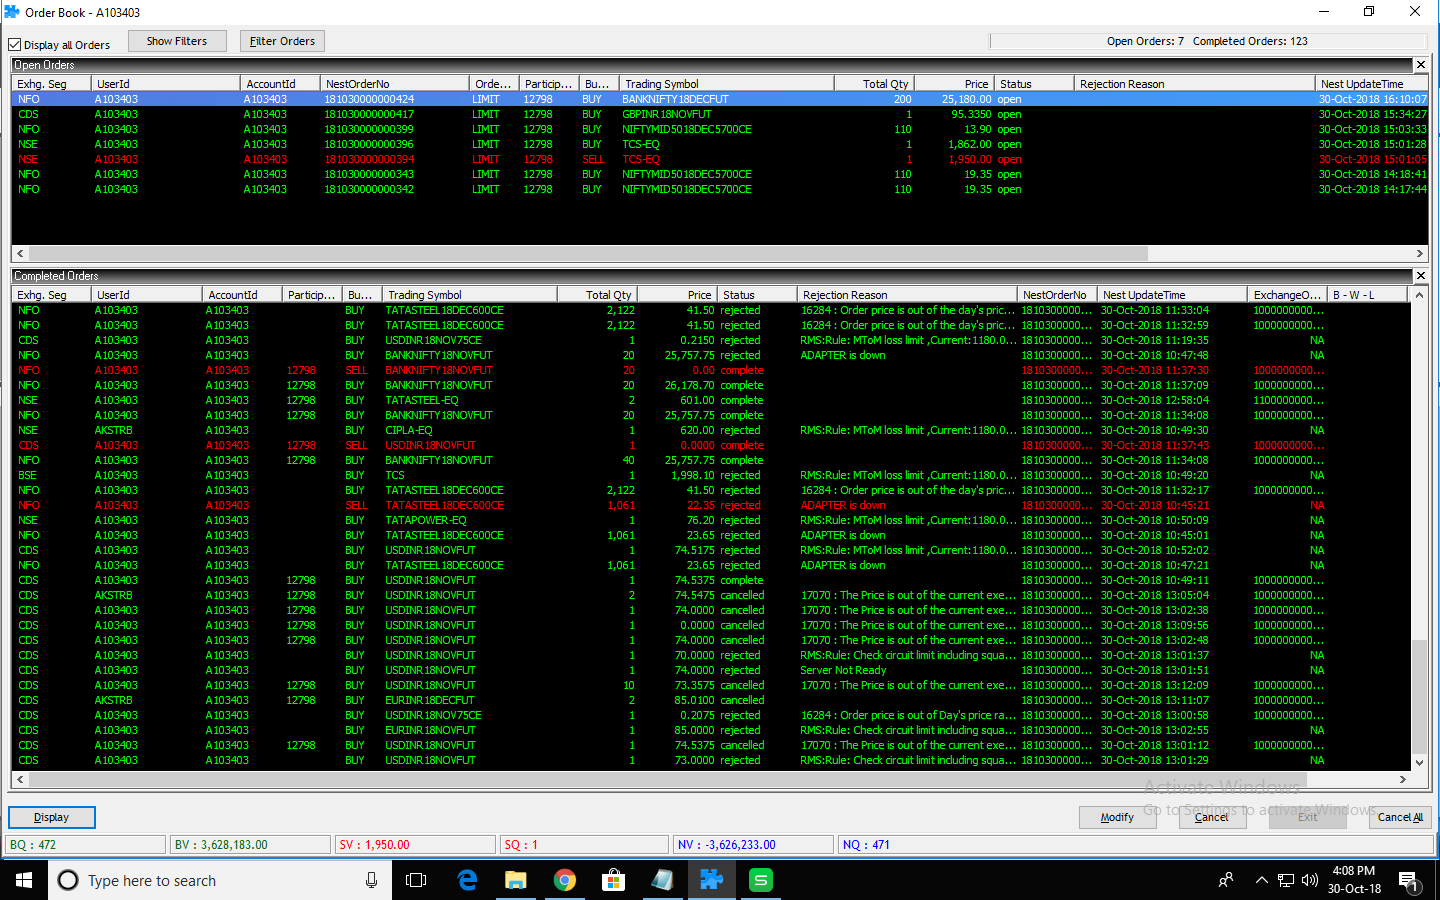 Order Book - A103403
Display all Orders Show Filters Filter Orders Open Orders: 7 Completed Orders: 123
Open Orders
Exhg. Seg UserId AccountId NestOrderNo Orde... Particip... Bu... Trading Symbol Total Qty Price Status Rejection Reason Nest UpdateTime
NFO A103403 A103403 181030000000424 LIMIT 12798 BUY BANKNIFTY18DECFUT 200 25,180.00 open 30-Oct-2018 16:10:07
CDS A103403 A103403 181030000000417 LIMIT 12798 BUY GBPINR18NOVFUT 1 95.3350 open 30-Oct-2018 15:34:27
NFO A103403 A103403 181030000000399 LIMIT 12798 BUY NIFTYMID5018DEC5700CE 110 13.90 open 30-Oct-2018 15:03:33
NSE A103403 A103403 181030000000396 LIMIT 12798 BUY TCS-EQ 1 1,862.00 open 30-Oct-2018 15:01:28
NSE A103403 A103403 181030000000394 LIMIT 12798 SELL TCS-EQ 1 1,950.00 open 30-Oct-2018 15:01:05
NFO A103403 A103403 181030000000343 LIMIT 12798 BUY NIFTYMID5018DEC5700CE 110 19.35 open 30-Oct-2018 14:18:41
NFO A103403 A103403 181030000000342 LIMIT 12798 BUY NIFTYMID5018DEC5700CE 110 19.35 open 30-Oct-2018 14:17:44
Completed Orders
Exhg. Seg UserId AccountId Particip... Bu... Trading Symbol Total Qty Price Status Rejection Reason NestOrderNo Nest UpdateTime ExchangeO... B - W - L
NFO A103403 A103403 BUY TATASTEEL18DEC600CE 2,122 41.50 rejected 16284 : Order price is out of the day's pric... 1810300000... 30-Oct-2018 11:33:04 1000000000...
NFO A103403 A103403 BUY TATASTEEL18DEC600CE 2,122 41.50 rejected 16284 : Order price is out of the day's pric... 1810300000... 30-Oct-2018 11:32:59 1000000000...
CDS A103403 A103403 BUY USDINR18NOV75CE 1 0.2150 rejected RMS:Rule: MToM loss limit ,Current:1180.0... 1810300000... 30-Oct-2018 11:19:35 NA
NFO A103403 A103403 BUY BANKNIFTY18NOVFUT 20 25,757.75 rejected ADAPTER is down 1810300000... 30-Oct-2018 10:47:48 NA
NFO A103403 A103403 12798 SELL BANKNIFTY18NOVFUT 20 0.00 complete 1810300000... 30-Oct-2018 11:37:30 1000000000...
NFO A103403 A103403 12798 BUY BANKNIFTY18NOVFUT 20 26,178.70 complete 1810300000... 30-Oct-2018 11:37:09 1000000000...
NSE A103403 A103403 12798 BUY TATASTEEL-EQ 2 601.00 complete 1810300000... 30-Oct-2018 12:58:04 1100000000...
NFO A103403 A103403 12798 BUY BANKNIFTY18NOVFUT 20 25,757.75 complete 1810300000... 30-Oct-2018 11:34:08 1000000000...
NSE AKSTRB A103403 BUY CIPLA-EQ 1 620.00 rejected RMS:Rule: MToM loss limit ,Current:1180.0... 1810300000... 30-Oct-2018 10:49:30 NA
CDS A103403 A103403 12798 SELL USDINR18NOVFUT 1 0.0000 complete 1810300000... 30-Oct-2018 11:37:43 1000000000...
NFO A103403 A103403 12798 BUY BANKNIFTY18NOVFUT 40 25,757.75 complete 1810300000... 30-Oct-2018 11:34:08 1000000000...
BSE A103403 A103403 BUY TCS 1 1,998.10 rejected RMS:Rule: MToM loss limit ,Current:1180.0... 1810300000... 30-Oct-2018 10:49:20 NA
NFO A103403 A103403 BUY TATASTEEL18DEC600CE 2,122 41.50 rejected 16284 : Order price is out of the day's pric... 1810300000... 30-Oct-2018 11:32:17 1000000000...
NFO A103403 A103403 SELL TATASTEEL18DEC600CE 1,061 22.35 rejected ADAPTER is down 1810300000... 30-Oct-2018 10:45:21 NA
NSE A103403 A103403 BUY TATAPOWER-EQ 1 76.20 rejected RMS:Rule: MToM loss limit ,Current:1180.0... 1810300000... 30-Oct-2018 10:50:09 NA
NFO A103403 A103403 BUY TATASTEEL18DEC600CE 1,061 23.65 rejected ADAPTER is down 1810300000... 30-Oct-2018 10:45:01 NA
CDS A103403 A103403 BUY USDINR18NOVFUT 1 74.5175 rejected RMS:Rule: MToM loss limit ,Current:1180.0... 1810300000... 30-Oct-2018 10:52:02 NA
NFO A103403 A103403 BUY TATASTEEL18DEC600CE 1,061 23.65 rejected ADAPTER is down 1810300000... 30-Oct-2018 10:47:21 NA
CDS A103403 A103403 12798 BUY USDINR18NOVFUT 1 74.5375 complete 1810300000... 30-Oct-2018 10:49:11 1000000000...
CDS AKSTRB A103403 12798 BUY USDINR18NOVFUT 2 74.5475 cancelled 17070 : The Price is out of the current exe... 1810300000... 30-Oct-2018 13:05:04 1000000000...
CDS A103403 A103403 12798 BUY USDINR18NOVFUT 1 74.0000 cancelled 17070 : The Price is out of the current exe... 1810300000... 30-Oct-2018 13:02:38 1000000000...
CDS A103403 A103403 12798 BUY USDINR18NOVFUT 1 0.0000 cancelled 17070 : The Price is out of the current exe... 1810300000... 30-Oct-2018 13:09:56 1000000000...
CDS A103403 A103403 12798 BUY USDINR18NOVFUT 1 74.0000 cancelled 17070 : The Price is out of the current exe... 1810300000... 30-Oct-2018 13:02:48 1000000000...
CDS A103403 A103403 BUY USDINR18NOVFUT 1 70.0000 rejected RMS:Rule: Check circuit limit including squa... 1810300000... 30-Oct-2018 13:01:37 NA
CDS A103403 A103403 BUY USDINR18NOVFUT 1 74.0000 rejected Server Not Ready 1810300000... 30-Oct-2018 13:01:51 NA
CDS A103403 A103403 12798 BUY USDINR18NOVFUT 10 73.3575 cancelled 17070 : The Price is out of the current exe... 1810300000... 30-Oct-2018 13:12:09 1000000000...
CDS AKSTRB A103403 12798 BUY EURINR18DECFUT 2 85.0100 cancelled 1810300000... 30-Oct-2018 13:11:07 1000000000...
CDS A103403 A103403 BUY USDINR18NOV75CE 1 0.2075 rejected 16284 : Order price is out of Day's price ra... 1810300000... 30-Oct-2018 13:00:58 1000000000...
CDS A103403 A103403 BUY EURINR18NOVFUT 1 85.0000 rejected RMS:Rule: Check circuit limit including squa... 1810300000... 30-Oct-2018 13:02:55 NA
CDS A103403 A103403 12798 BUY USDINR18NOVFUT 1 74.5375 cancelled 17070 : The Price is out of the current exe... 1810300000... 30-Oct-2018 13:01:12 1000000000...
CDS A103403 A103403 BUY USDINR18NOVFUT 1 73.0000 rejected RMS:Rule: Check circuit limit including squa... 1810300000... 30-Oct-2018 13:01:29 NA
Activate Windows
Go to Settings to activate Windows.
Display Modify Cancel Exit Cancel All
BQ : 472 BV : 3,628,183.00 SV : 1,950.00 SQ : 1 NV : -3,626,233.00 NQ : 471
Type here to search
4:08 PM
30-Oct-18
1